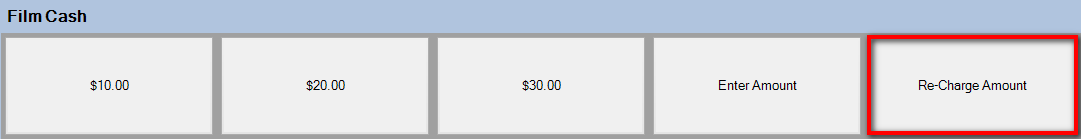 Film Cash
$10.00 $20.00 $30.00 Enter Amount Re-Charge Amount